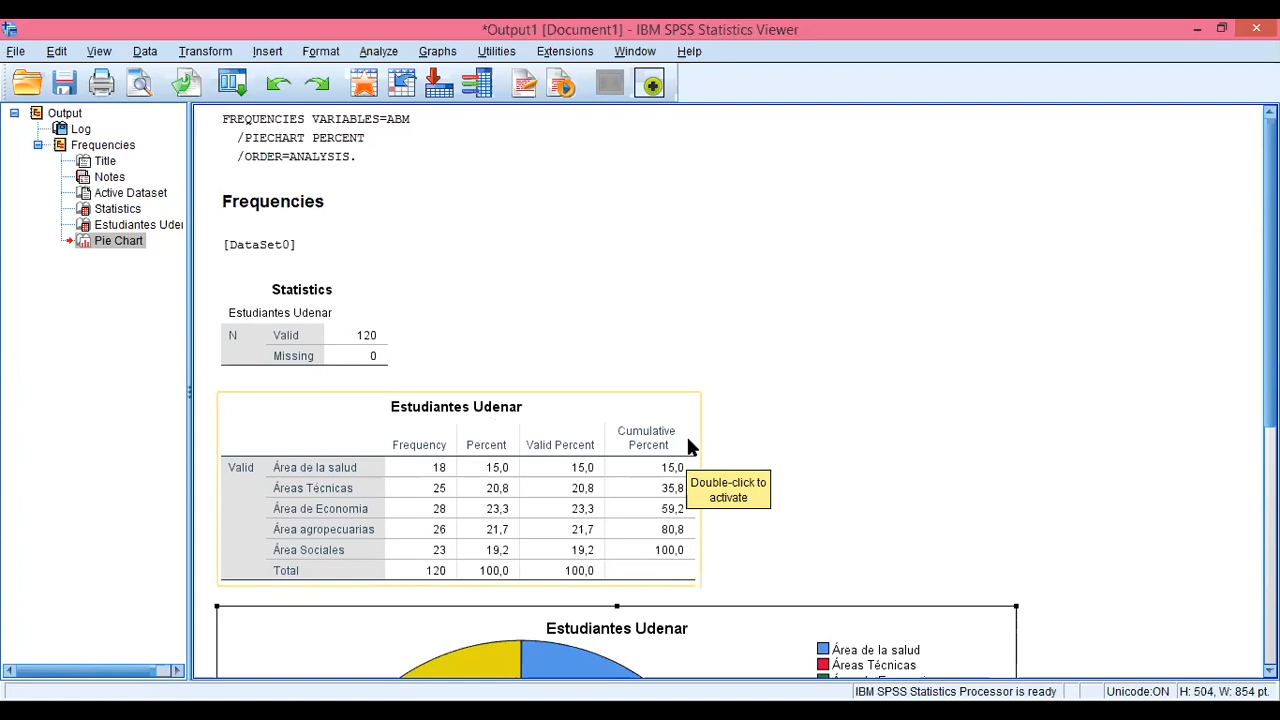 *Output1 [Document1] - IBM SPSS Statistics Viewer
File Edit View Data Transform Insert Format Analyze Graphs Utilities Extensions Window Help
Output
Log
Frequencies
Title
Notes
Active Dataset
Statistics
Estudiantes Uder
Pie Chart
FREQUENCIES VARIABLES=ABM
/PIECHART PERCENT
/ORDER=ANALYSIS.
Frequencies
[DataSet0]
Statistics
Estudiantes Udenar
N Valid 120
Missing 0
Estudiantes Udenar
Frequency Percent Valid Percent Cumulative Percent
Valid Área de la salud 18 15,0 15,0 15,0
Áreas Técnicas 25 20,8 20,8 35,8
Área de Economia 28 23,3 23,3 59,2
Área agropecuarias 26 21,7 21,7 80,8
Área Sociales 23 19,2 19,2 100,0
Total 120 100,0 100,0
Double-click to
activate
Estudiantes Udenar
Área de la salud
Áreas Técnicas
IBM SPSS Statistics Processor is ready Unicode:ON H: 504, W: 854 pt.